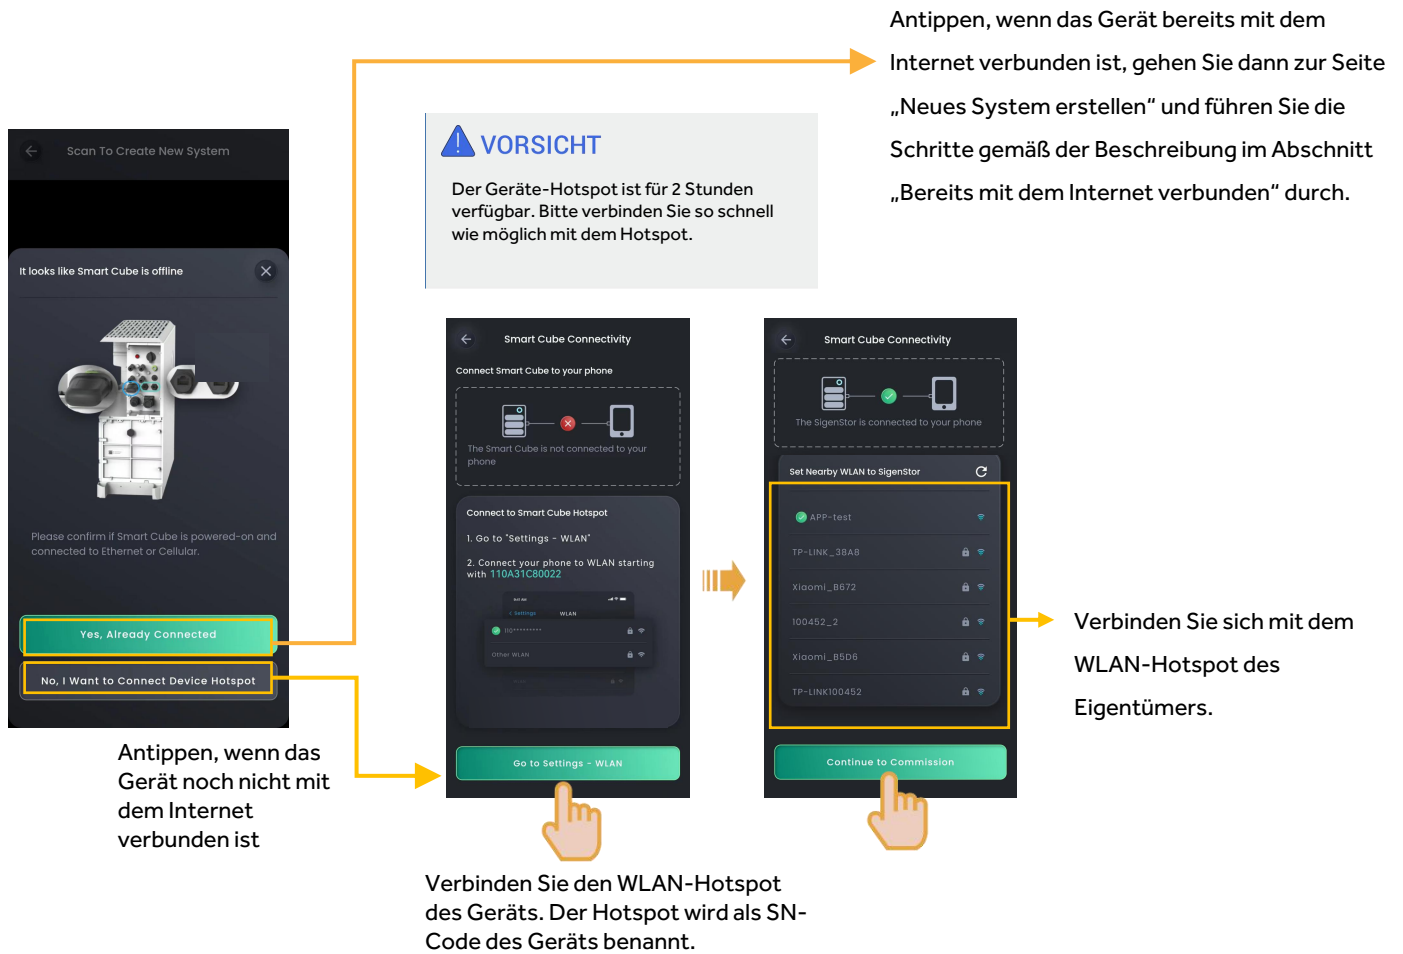 Antippen, wenn das Gerät bereits mit dem
Internet verbunden ist, gehen Sie dann zur Seite
„Neues System erstellen“ und führen Sie die
Schritte gemäß der Beschreibung im Abschnitt
„Bereits mit dem Internet verbunden“ durch.
VORSICHT
Der Geräte-Hotspot ist für 2 Stunden
verfügbar. Bitte verbinden Sie so schnell
wie möglich mit dem Hotspot.
Scan To Create New System
It looks like Smart Cube is offline
Please confirm if Smart Cube is powered-on and
connected to Ethernet or Cellular.
Yes, Already Connected
No, I Want to Connect Device Hotspot
Antippen, wenn das
Gerät noch nicht mit
dem Internet
verbunden ist
Smart Cube Connectivity
Connect Smart Cube to your phone
The Smart Cube is not connected to your
phone
Connect to Smart Cube Hotspot
1. Go to "Settings - WLAN"
2. Connect your phone to WLAN starting
with 110A31C80022
9:41 AM
< Settings
WLAN
110*********
Other WLAN
Go to Settings - WLAN
Verbinden Sie den WLAN-Hotspot
des Geräts. Der Hotspot wird als SN-
Code des Geräts benannt.
Smart Cube Connectivity
The SigenStor is connected to your phone
Set Nearby WLAN to SigenStor
APP-test
TP-LINK_38A8
Xiaomi_B672
100452_2
Xiaomi_B5D6
TP-LINK100452
Continue to Commission
Verbinden Sie sich mit dem
WLAN-Hotspot des
Eigentümers.